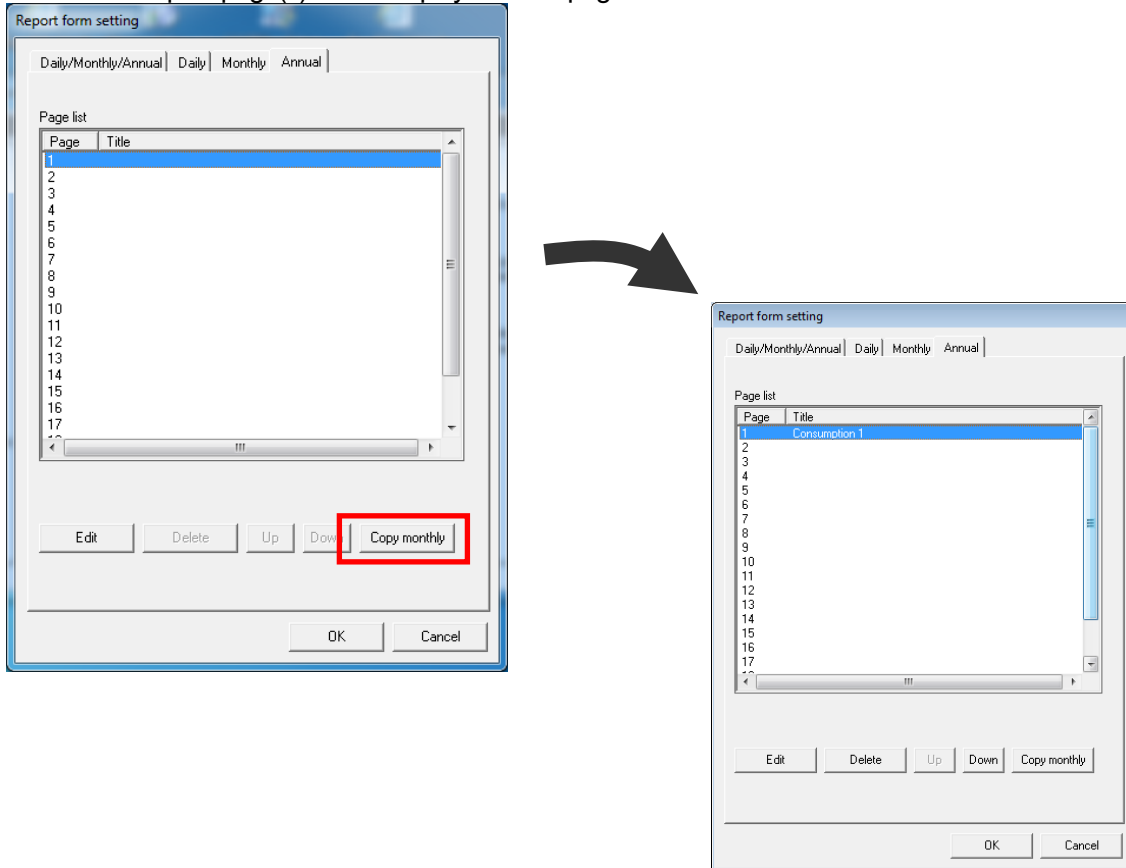 Report form setting
Daily/Monthly/Annual Daily Monthly Annual
Page list
Page Title
1
2
3
4
5
6
7
8
9
10
11
12
13
14
15
16
17
Edit Delete Up Down Copy monthly
OK Cancel
Report form setting
Daily/Monthly/Annual Daily Monthly Annual
Page list
Page Title
1 Consumption 1
2
3
4
5
6
7
8
9
10
11
12
13
14
15
16
17
Edit Delete Up Down Copy monthly
OK Cancel